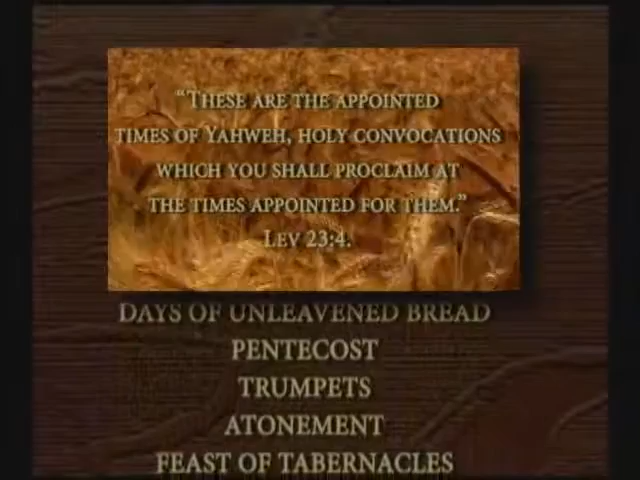 “These are the appointed
times of Yahweh, holy convocations
which you shall proclaim at
the times appointed for them.”
Lev 23:4.
DAYS OF UNLEAVENED BREAD
PENTECOST
TRUMPETS
ATONEMENT
FEAST OF TABERNACLES